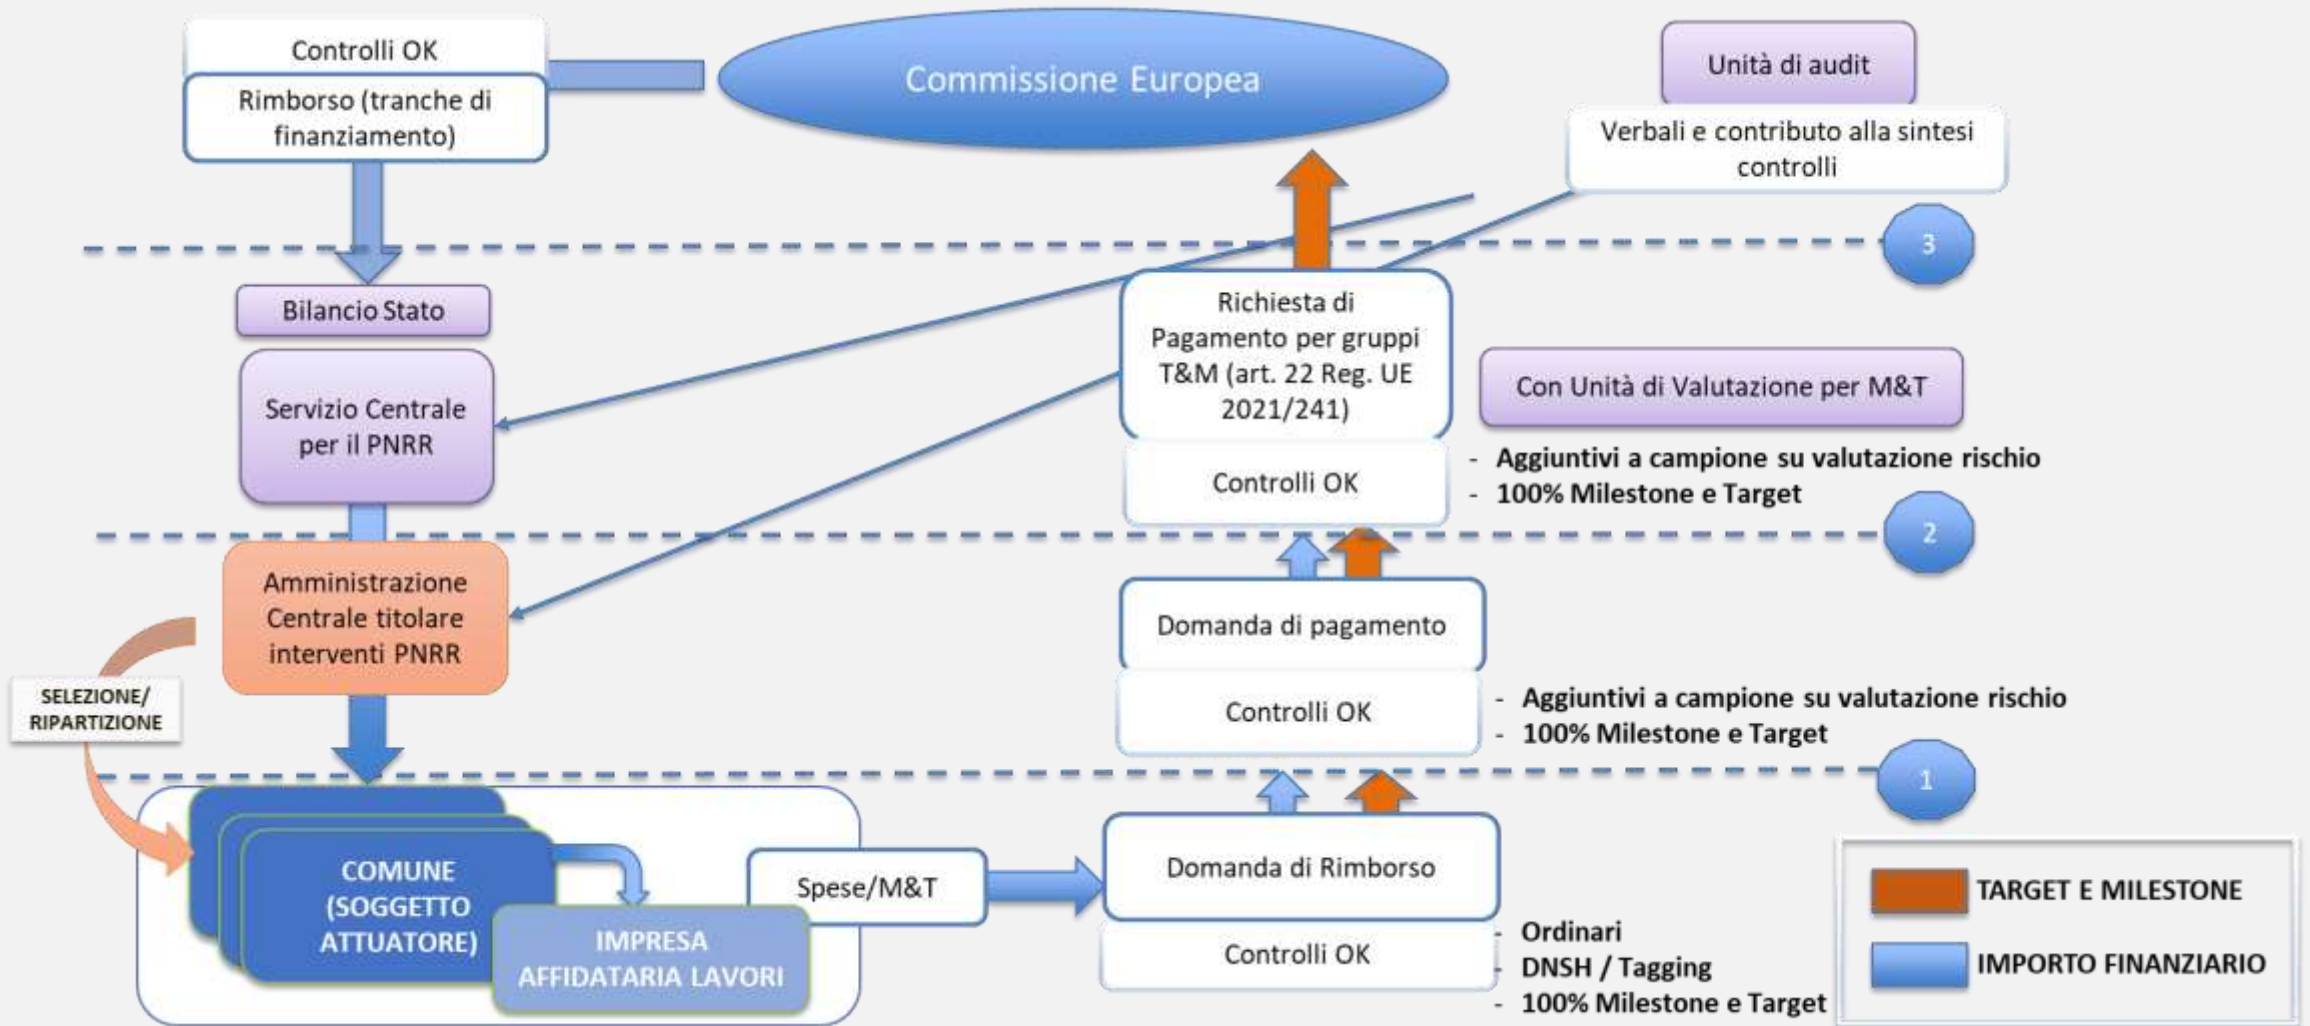 Controlli OK
Rimborso (tranche di
finanziamento)
Commissione Europea
Unità di audit
Verbali e contributo alla sintesi
controlli
3
Bilancio Stato
Servizio Centrale
per il PNRR
Richiesta di
Pagamento per gruppi
T&M (art. 22 Reg. UE
2021/241)
Con Unità di Valutazione per M&T
Controlli OK
- Aggiuntivi a campione su valutazione rischio
- 100% Milestone e Target
2
Amministrazione
Centrale titolare
interventi PNRR
Domanda di pagamento
SELEZIONE/
RIPARTIZIONE
Controlli OK
- Aggiuntivi a campione su valutazione rischio
- 100% Milestone e Target
1
COMUNE
(SOGGETTO
ATTUATORE)
IMPRESA
AFFIDATARIA LAVORI
Spese/M&T
Domanda di Rimborso
Controlli OK
- Ordinari
- DNSH / Tagging
- 100% Milestone e Target
TARGET E MILESTONE
IMPORTO FINANZIARIO